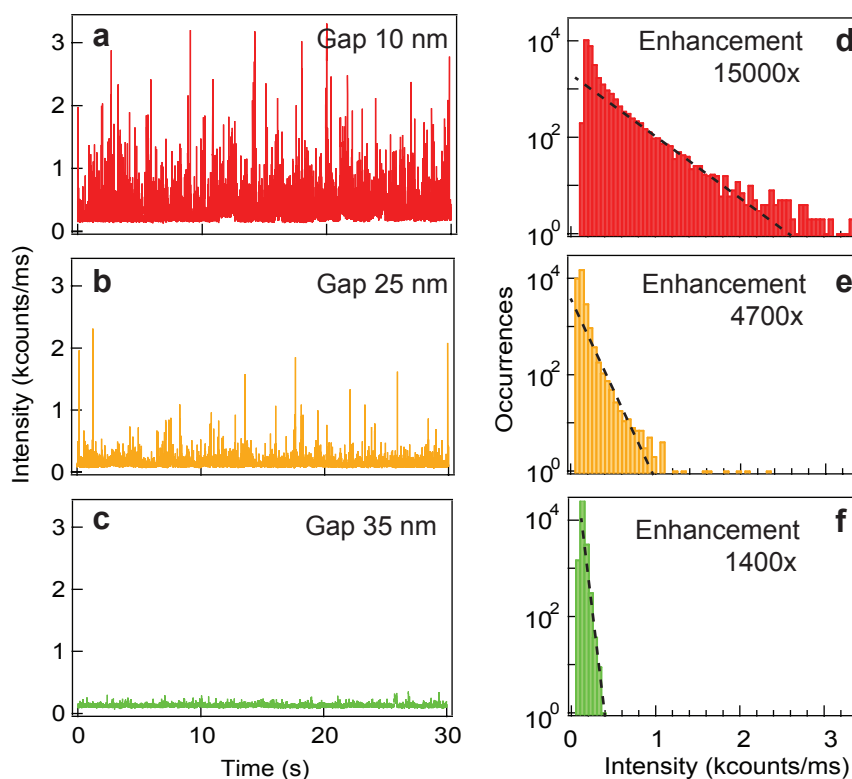 a
Gap 10 nm
3
2
1
0
b
Gap 25 nm
3
2
1
0
c
Gap 35 nm
3
2
1
0
0
10
20
30
Time (s)
Intensity (kcounts/ms)
d
Enhancement
15000x
10^4
10^2
10^0
e
Enhancement
4700x
10^4
10^2
10^0
f
Enhancement
1400x
10^4
10^2
10^0
0
1
2
3
Intensity (kcounts/ms)
Occurrences